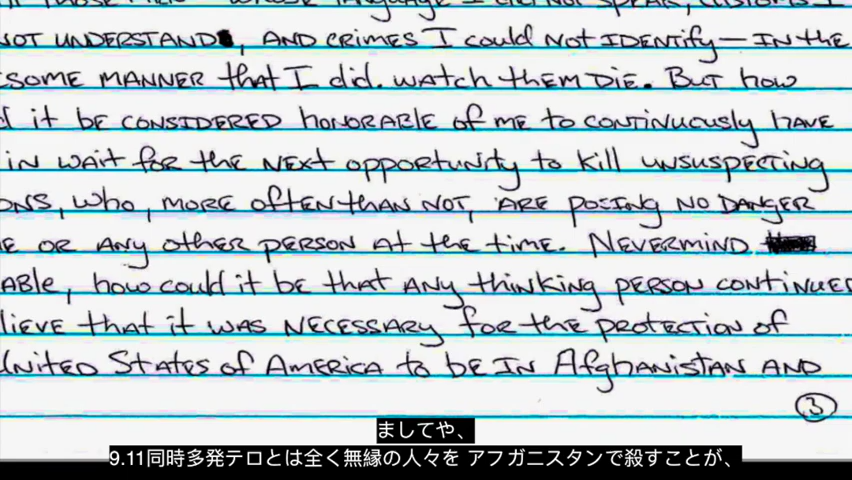 whose language I did not speak, customs I
NOT UNDERSTAND, AND CRIMES I COULD NOT IDENTIFY—IN the
SOME MANNER that I did. WATCH THEM DIE. But how
it BE CONSIDERED HONORABLE of ME to CONTINUOUSLY HAVE
in WAIT for the NEXT OPPORTUNITY to kill UNSUSPECTING
ONS, who, MORE often than not, ARE POSING NO DANGER
E OR ANY other PERSON At the time. NEVERMIND
ABLE, how could it be that ANY thinking PERSON CONTINUED
lieve that it was NECESSARY for the PROTECTION of
UNITED STATES of AMERICA to be IN Afghanistan AND
3
ましてや、
9.11同時多発テロとは全く無縁の人々を アフガニスタンで殺すことが、